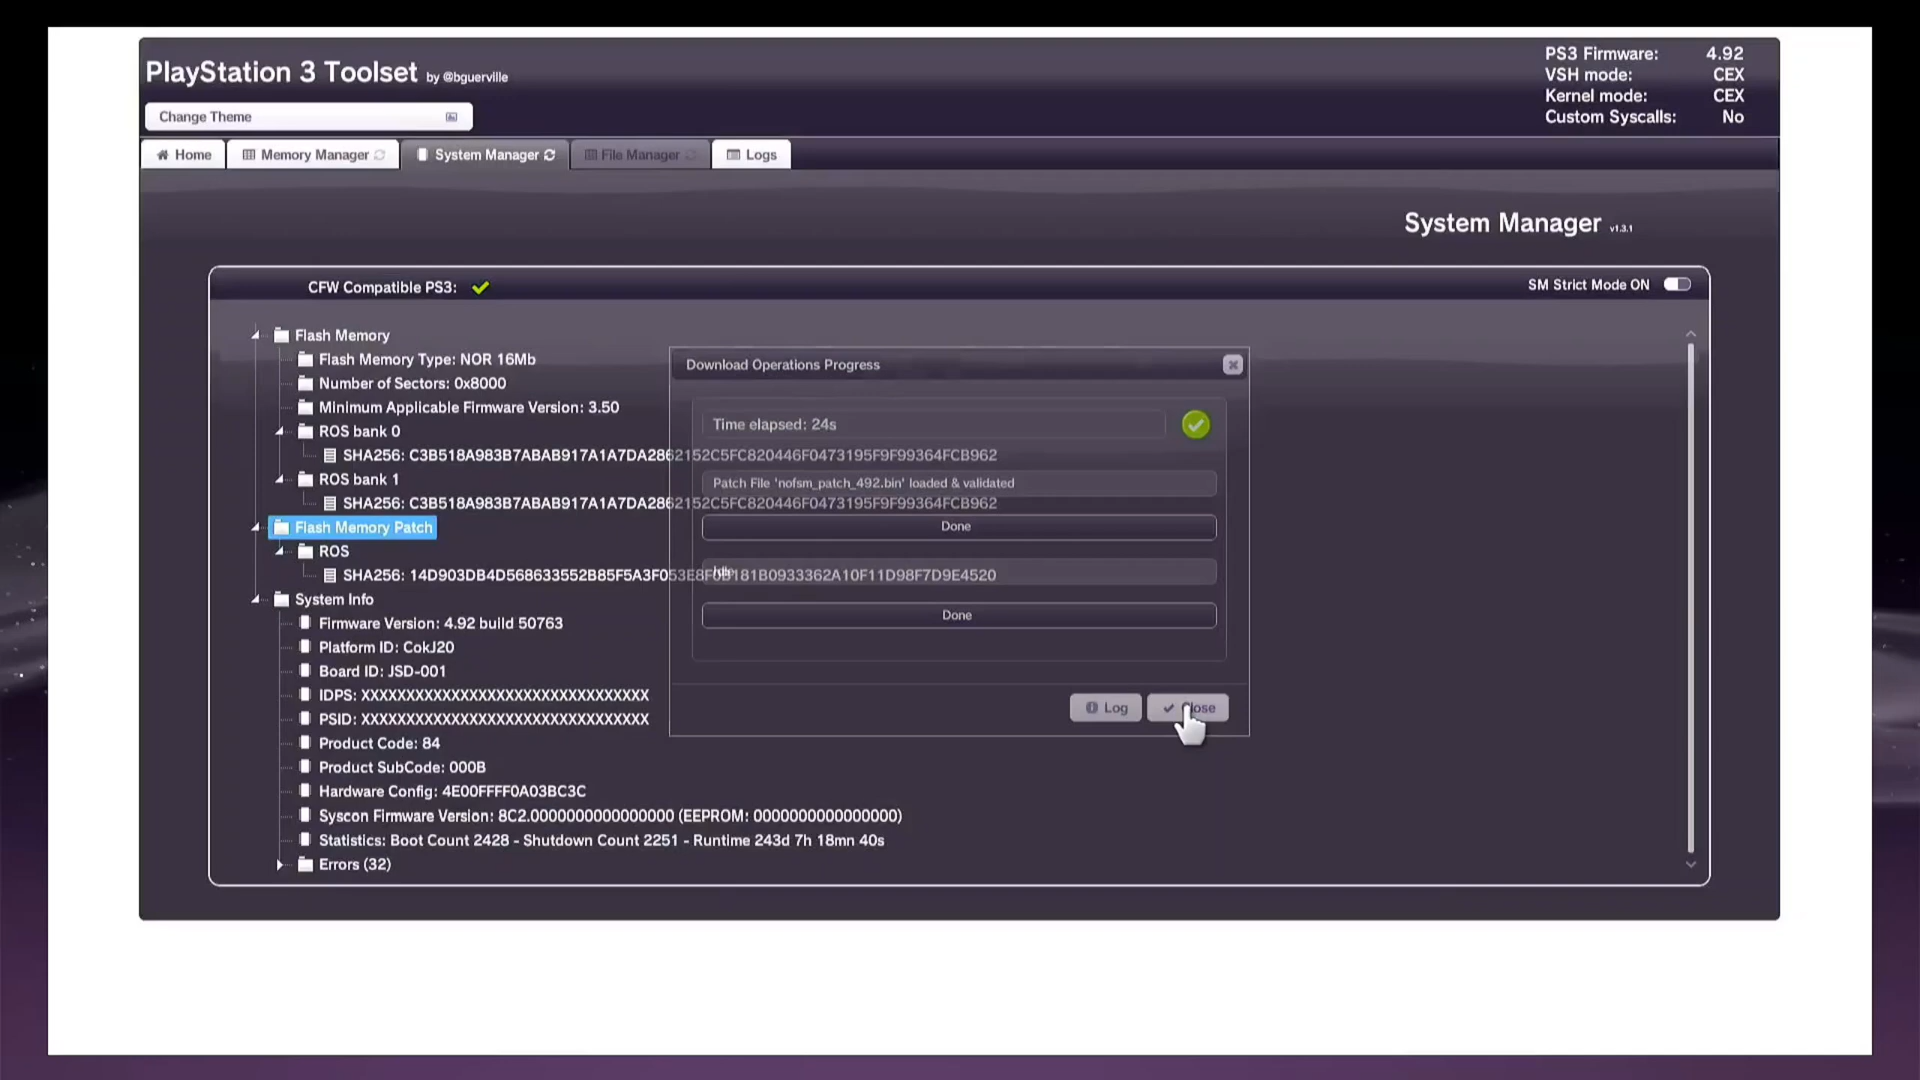 PlayStation 3 Toolset by @bguerville
PS3 Firmware: 4.92
VSH mode: CEX
Kernel mode: CEX
Custom Syscalls: No
Change Theme
Home
Memory Manager
System Manager
File Manager
Logs
System Manager v1.3.1
CFW Compatible PS3:
SM Strict Mode ON
Flash Memory
Flash Memory Type: NOR 16Mb
Number of Sectors: 0x8000
Minimum Applicable Firmware Version: 3.50
ROS bank 0
SHA256: C3B518A983B7ABAB917A1A7DA2862152C5FC820446F0473195F9F99364FCB962
ROS bank 1
SHA256: C3B518A983B7ABAB917A1A7DA2862152C5FC820446F0473195F9F99364FCB962
Flash Memory Patch
ROS
System Info
Firmware Version: 4.92 build 50763
Platform ID: CokJ20
Board ID: JSD-001
IDPS: XXXXXXXXXXXXXXXXXXXXXXXXXXXXXXXX
PSID: XXXXXXXXXXXXXXXXXXXXXXXXXXXXXXXX
Product Code: 84
Product SubCode: 000B
Hardware Config: 4E00FFFF0A03BC3C
Syscon Firmware Version: 8C2.0000000000000000 (EEPROM: 0000000000000000)
Statistics: Boot Count 2428 - Shutdown Count 2251 - Runtime 243d 7h 18mn 40s
Errors (32)
Download Operations Progress
Time elapsed: 24s
Patch File 'nofsm_patch_492.bin' loaded & validated
Done
Idle
Done
Log
Close